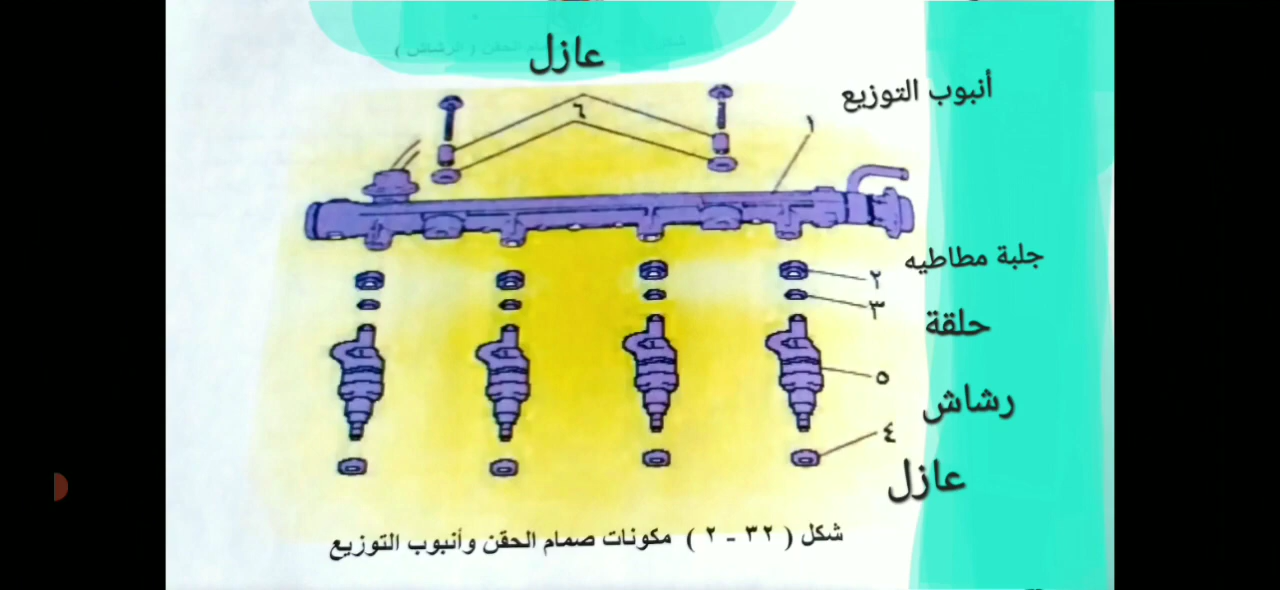 عازل
أنبوب التوزيع
٦
١
جلبة مطاطيه
٢
٣
حلقة
٥
رشاش
٤
عازل
شكل ( ٣٢ - ٢ ) مكونات صمام الحقن وأنبوب التوزيع